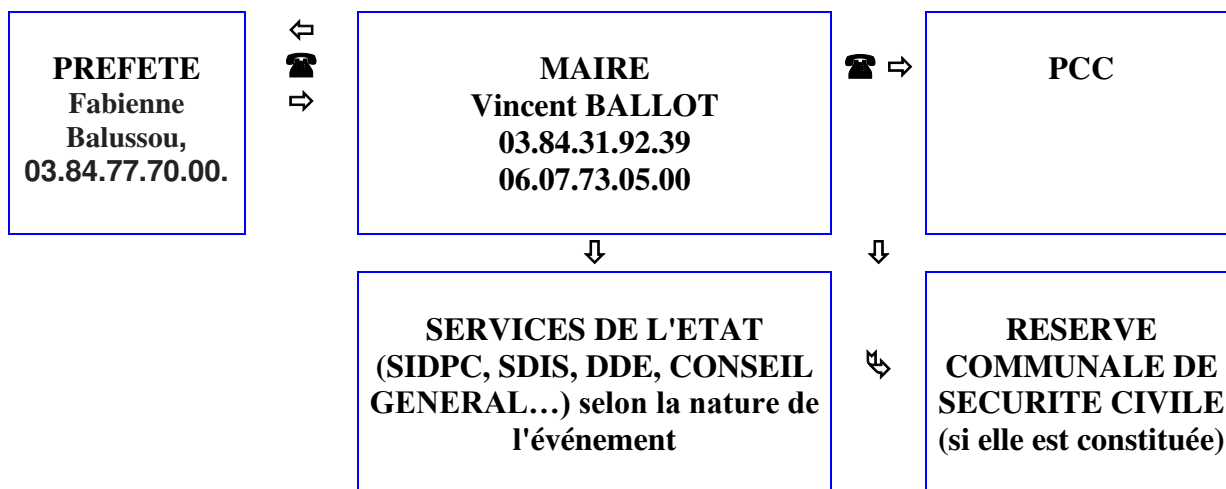 PREFETE
Fabienne
Balussou,
03.84.77.70.00.
⇦
☎
⇨
MAIRE
Vincent BALLOT
03.84.31.92.39
06.07.73.05.00
☎ ⇨
PCC
⇩
⇩
SERVICES DE L'ETAT
(SIDPC, SDIS, DDE, CONSEIL
GENERAL…) selon la nature de
l'événement
RESERVE
COMMUNALE DE
SECURITE CIVILE
(si elle est constituée)